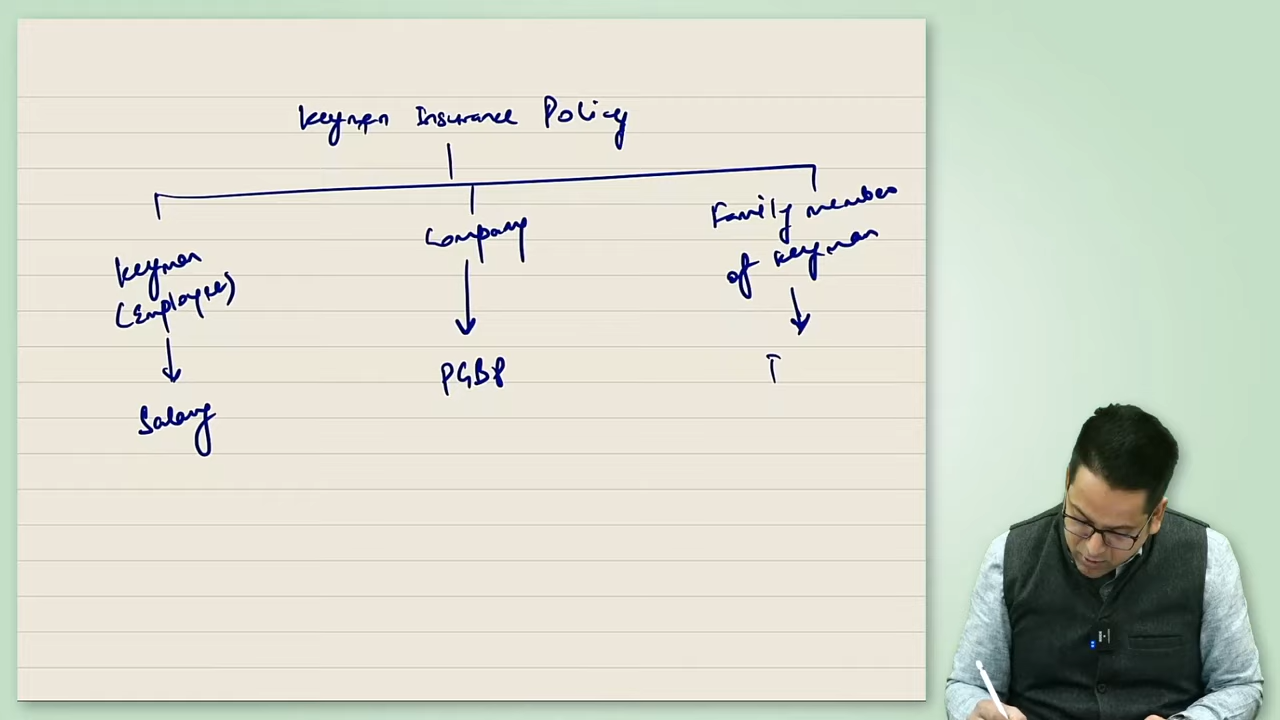 Keyman Insurance Policy
Keyman
(Employee)
Salary
Company
PGBP
Family member
of keyman
I